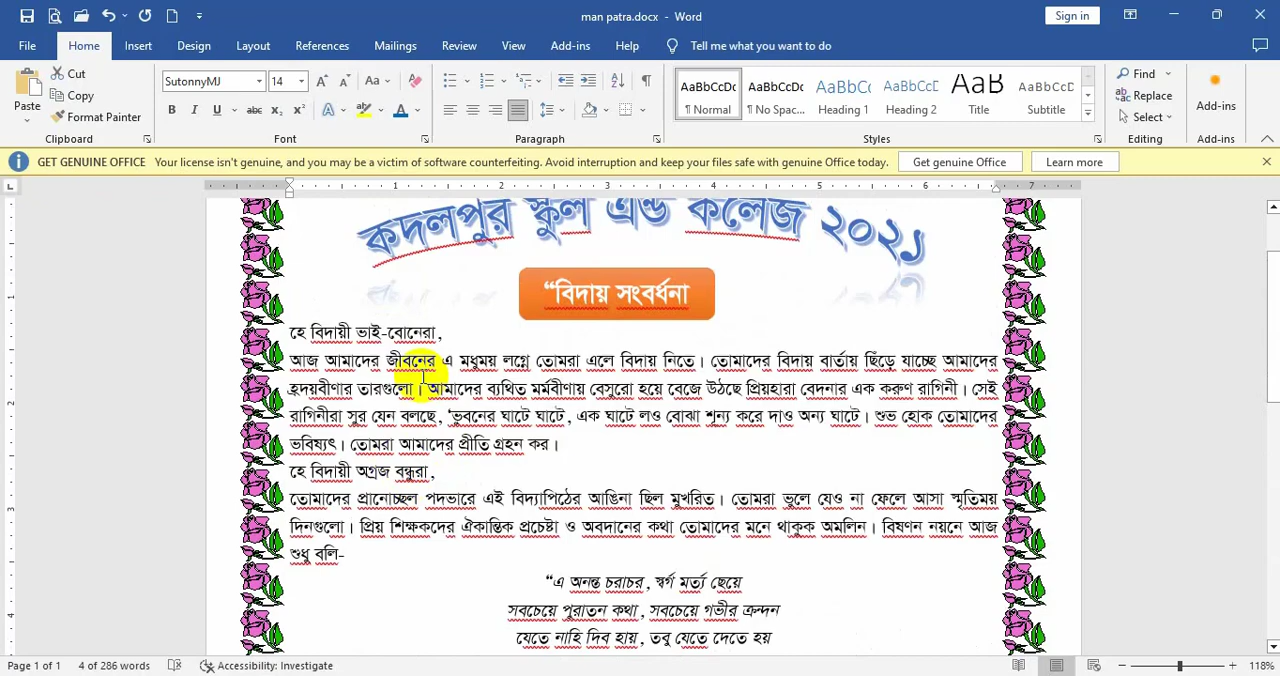 man patra.docx - Word
Sign in
File Home Insert Design Layout References Mailings Review View Add-ins Help Tell me what you want to do
Paste Cut Copy Format Painter
SutonnyMJ 14
AaBbCcDc AaBbCcDc AaBbCc AaBbCcD AaB AaBbCcD
¶ Normal ¶ No Spac... Heading 1 Heading 2 Title Subtitle
Find Replace Select
Add-ins
Clipboard Font Paragraph Styles Editing Add-ins
GET GENUINE OFFICE Your license isn't genuine, and you may be a victim of software counterfeiting. Avoid interruption and keep your files safe with genuine Office today. Get genuine Office Learn more
1 2 3 4 5 6 7
কদলপুর স্কুল এন্ড কলেজ ২০২১
“বিদায় সংবর্ধনা
হে বিদায়ী ভাই-বোনেরা,
আজ আমাদের জীবনের এ মধুময় লগ্নে তোমরা এলে বিদায় নিতে। তোমাদের বিদায় বার্তায় ছিঁড়ে যাচ্ছে আমাদের
হৃদয়বীণার তারগুলো। আমাদের ব্যথিত মর্মবীণায় বেসুরো হয়ে বেজে উঠছে প্রিয়হারা বেদনার এক করুণ রাগিনী। সেই
রাগিনীরা সুর যেন বলছে, ‘ভুবনের ঘাটে ঘাটে, এক ঘাটে লও বোঝা শূন্য করে দাও অন্য ঘাটে। শুভ হোক তোমাদের
ভবিষ্যৎ। তোমরা আমাদের প্রীতি গ্রহন কর।
হে বিদায়ী অগ্রজ বন্ধুরা,
তোমাদের প্রানোচ্ছল পদভারে এই বিদ্যাপিঠের আঙিনা ছিল মুখরিত। তোমরা ভুলে যেও না ফেলে আসা স্মৃতিময়
দিনগুলো। প্রিয় শিক্ষকদের ঐকান্তিক প্রচেষ্টা ও অবদানের কথা তোমাদের মনে থাকুক অমলিন। বিষণন নয়নে আজ
শুধু বলি-
“এ অনন্ত চরাচর, স্বর্গ মর্ত্য ছেয়ে
সবচেয়ে পুরাতন কথা, সবচেয়ে গভীর ক্রন্দন
যেতে নাহি দিব হায়, তবু যেতে দেতে হয়
Page 1 of 1 4 of 286 words Accessibility: Investigate 118%